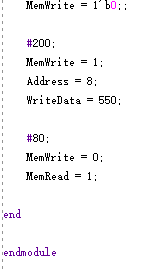 MemWrite = 1`b0;;
#200;
MemWrite = 1;
Address = 8;
WriteData = 550;
#80;
MemWrite = 0;
MemRead = 1;
end
endmodule